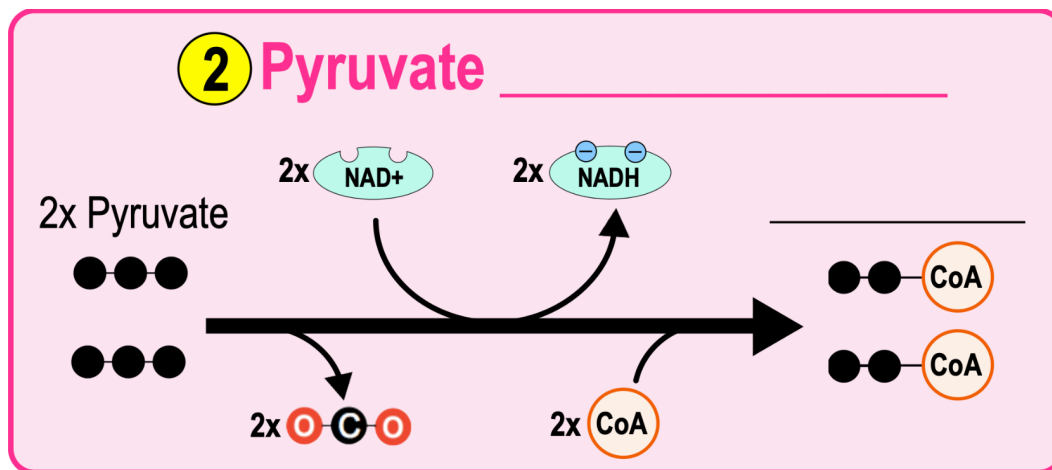 2 Pyruvate
2x NAD+
2x NADH
2x Pyruvate
CoA
CoA
2x O C O
2x CoA